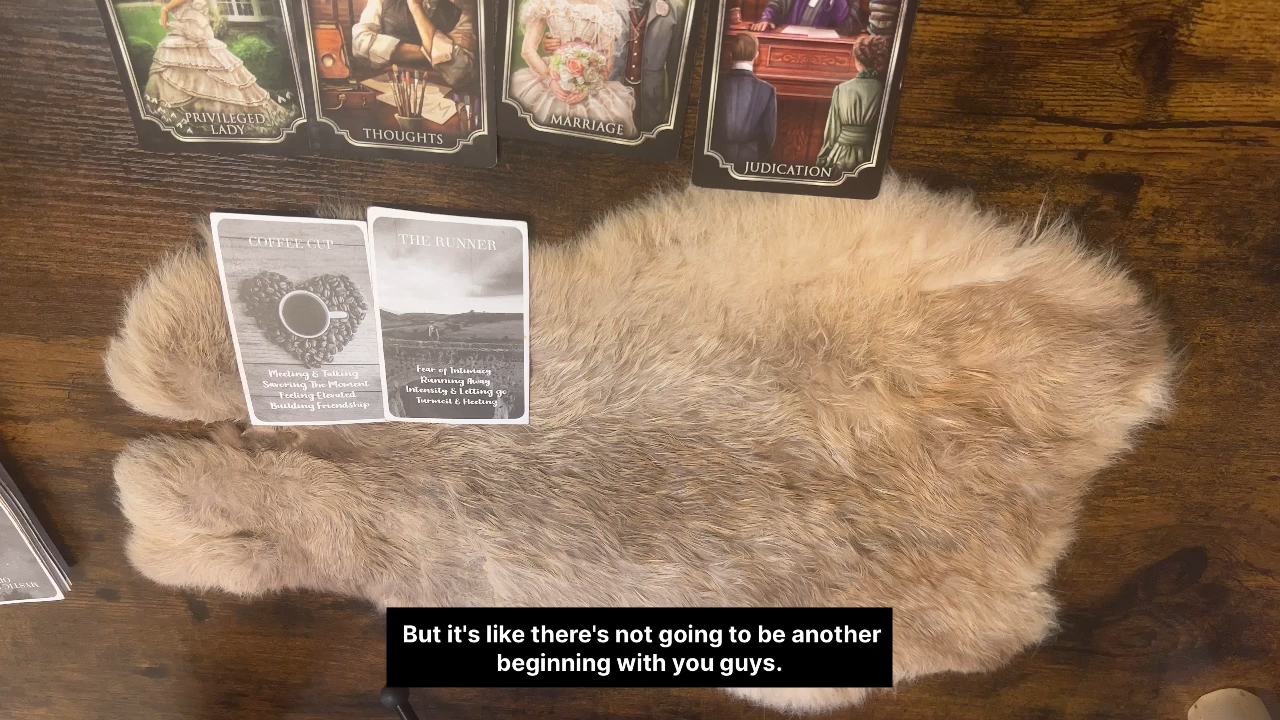 PRIVILEGED
LADY
THOUGHTS
MARRIAGE
JUDICATION
COFFEE CUP
Meeting & Talking
Savoring The Moment
Feeling Elevated
Building Friendship
THE RUNNER
Fear of Intimacy
Running Away
Intensity & Letting go
Turmoil & Heeting
But it's like there's not going to be another
beginning with you guys.